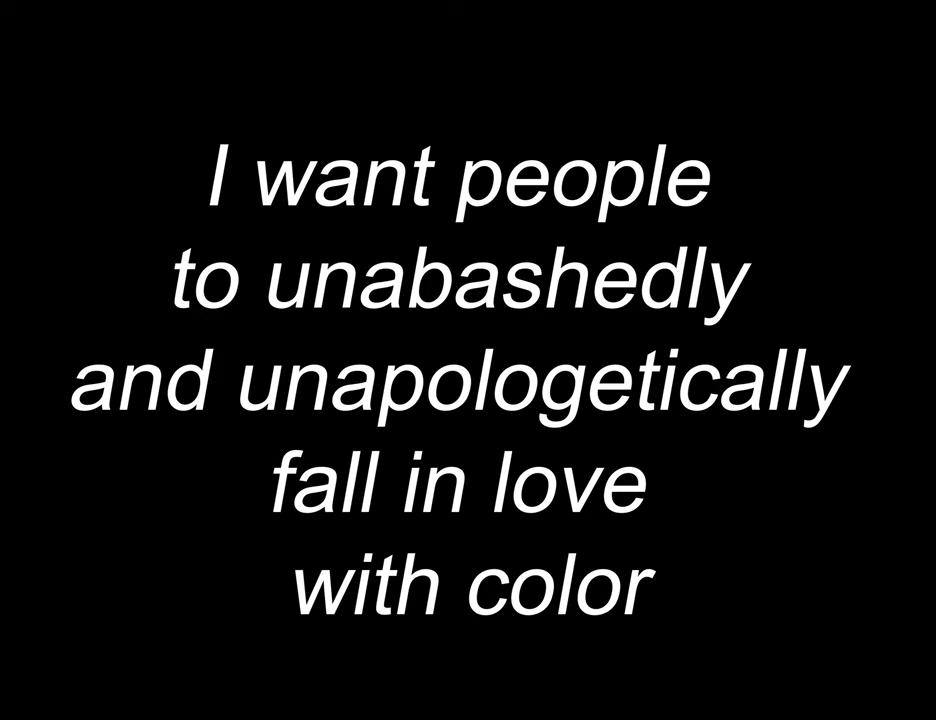 I want people
to unabashedly
and unapologetically
fall in love
with color